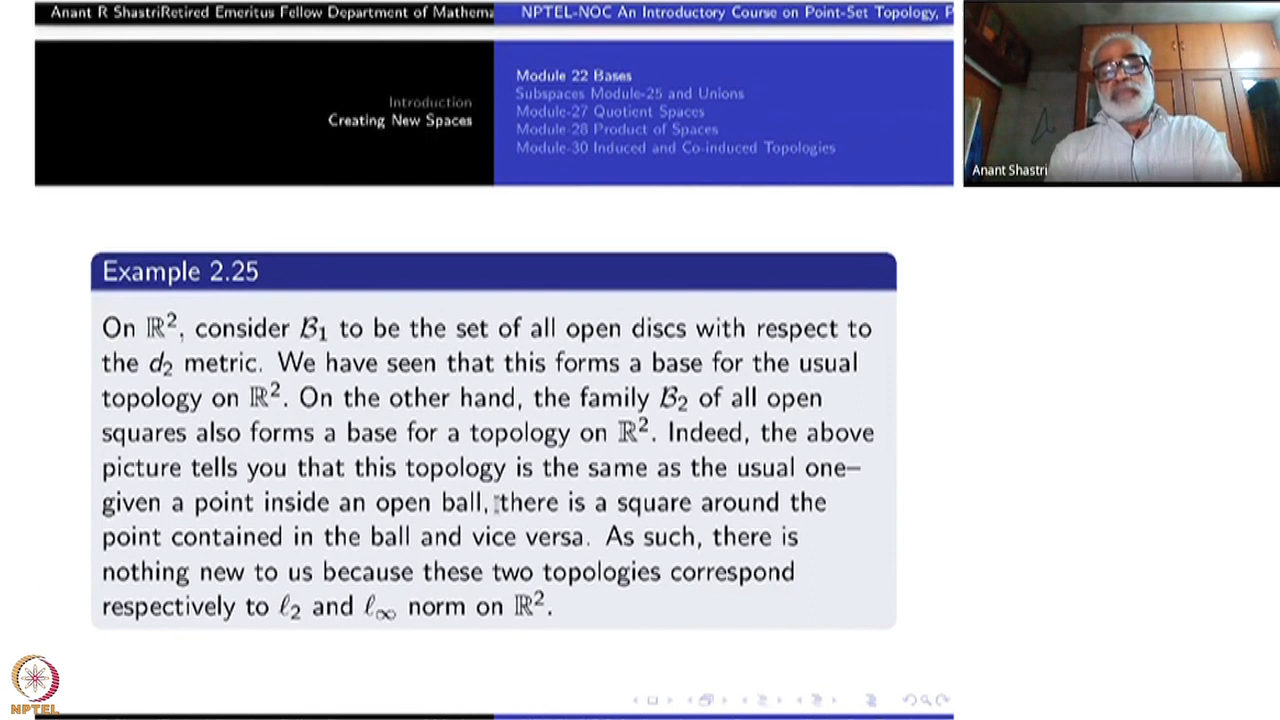 Anant R ShastriRetired Emeritus Fellow Department of Mathema
NPTEL-NOC An Introductory Course on Point-Set Topology, P
Introduction
Creating New Spaces
Module 22 Bases
Subspaces Module-25 and Unions
Module-27 Quotient Spaces
Module-28 Product of Spaces
Module-30 Induced and Co-induced Topologies
Anant Shastri
Example 2.25
On ℝ², consider ℬ₁ to be the set of all open discs with respect to
the d₂ metric. We have seen that this forms a base for the usual
topology on ℝ². On the other hand, the family ℬ₂ of all open
squares also forms a base for a topology on ℝ². Indeed, the above
picture tells you that this topology is the same as the usual one–
given a point inside an open ball, there is a square around the
point contained in the ball and vice versa. As such, there is
nothing new to us because these two topologies correspond
respectively to ℓ₂ and ℓ∞ norm on ℝ².
NPTEL